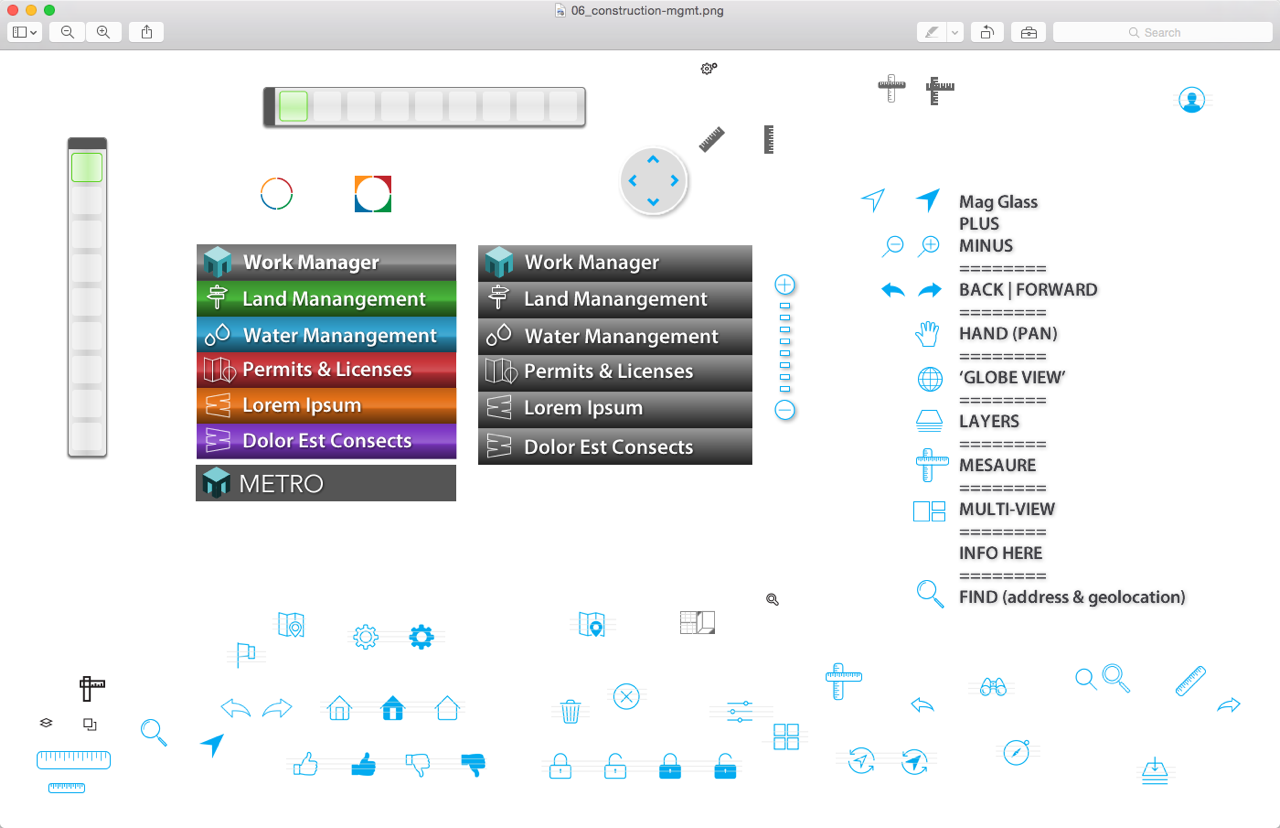 06_construction-mgmt.png
Search
Work Manager
Land Manangement
Water Manangement
Permits & Licenses
Lorem Ipsum
Dolor Est Consects
METRO
Work Manager
Land Manangement
Water Manangement
Permits & Licenses
Lorem Ipsum
Dolor Est Consects
Mag Glass
PLUS
MINUS
========
BACK | FORWARD
========
HAND (PAN)
========
‘GLOBE VIEW’
========
LAYERS
========
MESAURE
========
MULTI-VIEW
========
INFO HERE
========
FIND (address & geolocation)